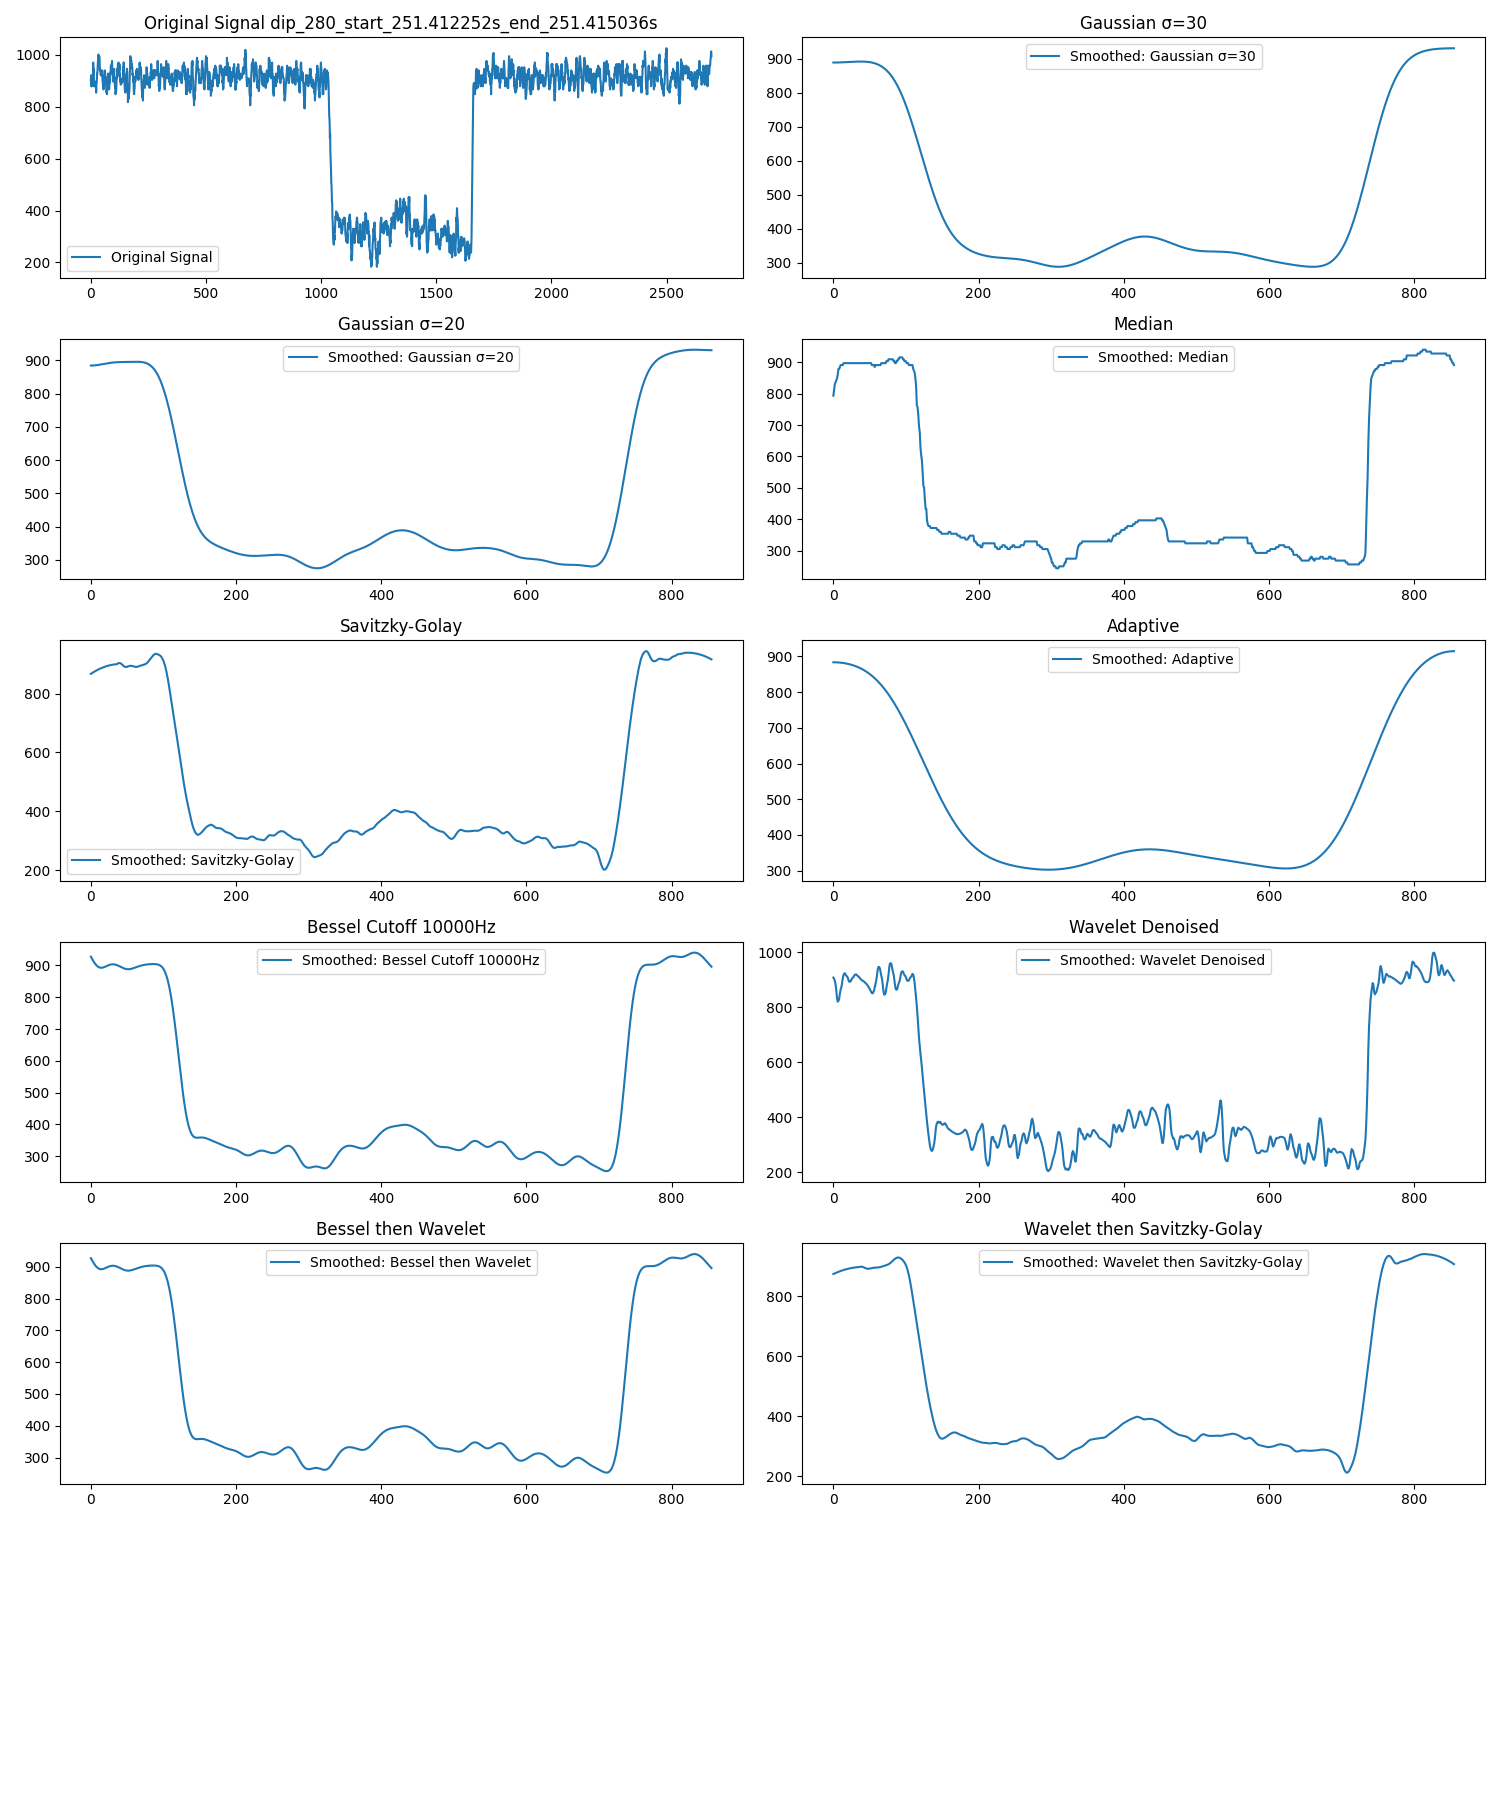 Original Signal dip_280_start_251.412252s_end_251.415036s
1000
800
600
400
200
Original Signal
0 500 1000 1500 2000 2500
Gaussian σ=30
Smoothed: Gaussian σ=30
900
800
700
600
500
400
300
0 200 400 600 800
Gaussian σ=20
Smoothed: Gaussian σ=20
900
800
700
600
500
400
300
0 200 400 600 800
Median
Smoothed: Median
900
800
700
600
500
400
300
0 200 400 600 800
Savitzky-Golay
800
600
400
200
Smoothed: Savitzky-Golay
0 200 400 600 800
Adaptive
Smoothed: Adaptive
900
800
700
600
500
400
300
0 200 400 600 800
Bessel Cutoff 10000Hz
Smoothed: Bessel Cutoff 10000Hz
900
800
700
600
500
400
300
0 200 400 600 800
Wavelet Denoised
Smoothed: Wavelet Denoised
1000
800
600
400
200
0 200 400 600 800
Bessel then Wavelet
Smoothed: Bessel then Wavelet
900
800
700
600
500
400
300
0 200 400 600 800
Wavelet then Savitzky-Golay
Smoothed: Wavelet then Savitzky-Golay
800
600
400
200
0 200 400 600 800